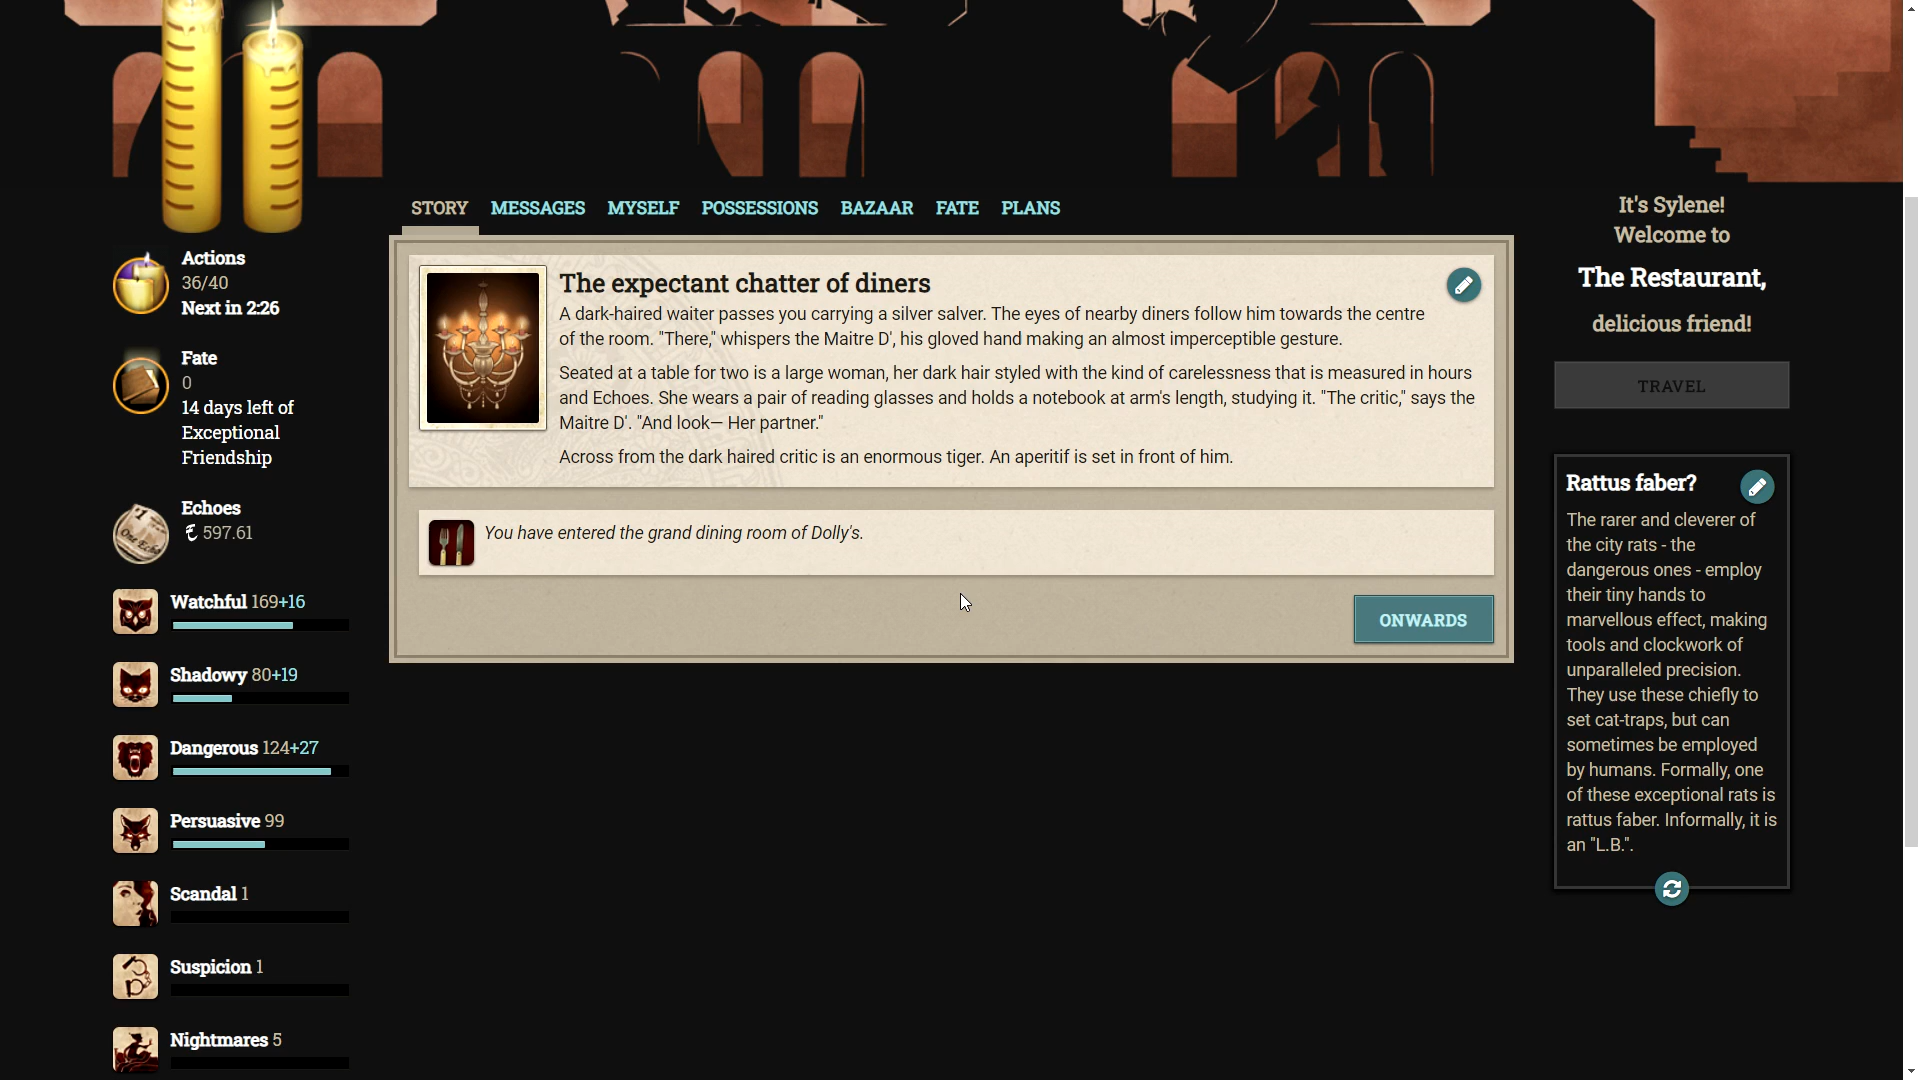 STORY MESSAGES MYSELF POSSESSIONS BAZAAR FATE PLANS
Actions
36/40
Next in 2:26
Fate
0
14 days left of
Exceptional
Friendship
Echoes
597.61
Watchful 169+16
Shadowy 80+19
Dangerous 124+27
Persuasive 99
Scandal 1
Suspicion 1
Nightmares 5
The expectant chatter of diners
A dark-haired waiter passes you carrying a silver salver. The eyes of nearby diners follow him towards the centre
of the room. "There," whispers the Maitre D', his gloved hand making an almost imperceptible gesture.
Seated at a table for two is a large woman, her dark hair styled with the kind of carelessness that is measured in hours
and Echoes. She wears a pair of reading glasses and holds a notebook at arm's length, studying it. "The critic," says the
Maitre D'. "And look— Her partner."
Across from the dark haired critic is an enormous tiger. An aperitif is set in front of him.
You have entered the grand dining room of Dolly's.
ONWARDS
It's Sylene!
Welcome to
The Restaurant,
delicious friend!
TRAVEL
Rattus faber?
The rarer and cleverer of
the city rats - the
dangerous ones - employ
their tiny hands to
marvellous effect, making
tools and clockwork of
unparalleled precision.
They use these chiefly to
set cat-traps, but can
sometimes be employed
by humans. Formally, one
of these exceptional rats is
rattus faber. Informally, it is
an "L.B.".